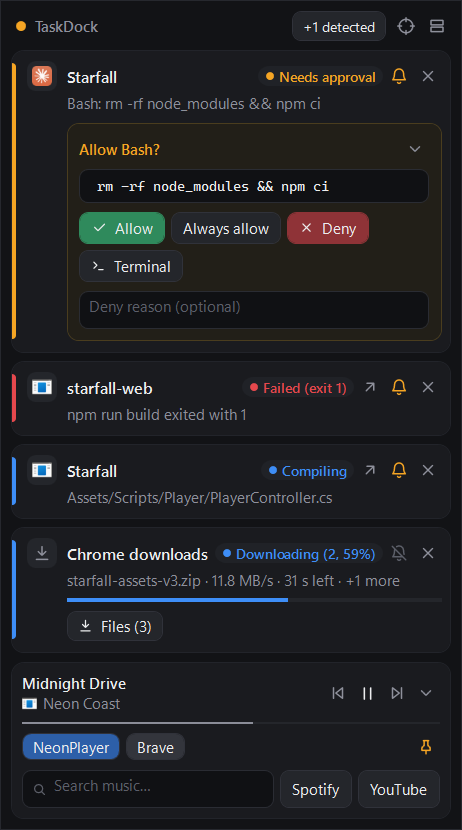 TaskDock
+1 detected
Starfall
Needs approval
Bash: rm -rf node_modules && npm ci
Allow Bash?
rm -rf node_modules && npm ci
Allow
Always allow
Deny
Terminal
Deny reason (optional)
starfall-web
Failed (exit 1)
npm run build exited with 1
Starfall
Compiling
Assets/Scripts/Player/PlayerController.cs
Chrome downloads
Downloading (2, 59%)
starfall-assets-v3.zip · 11.8 MB/s · 31 s left · +1 more
Files (3)
Midnight Drive
Neon Coast
NeonPlayer
Brave
Search music...
Spotify
YouTube